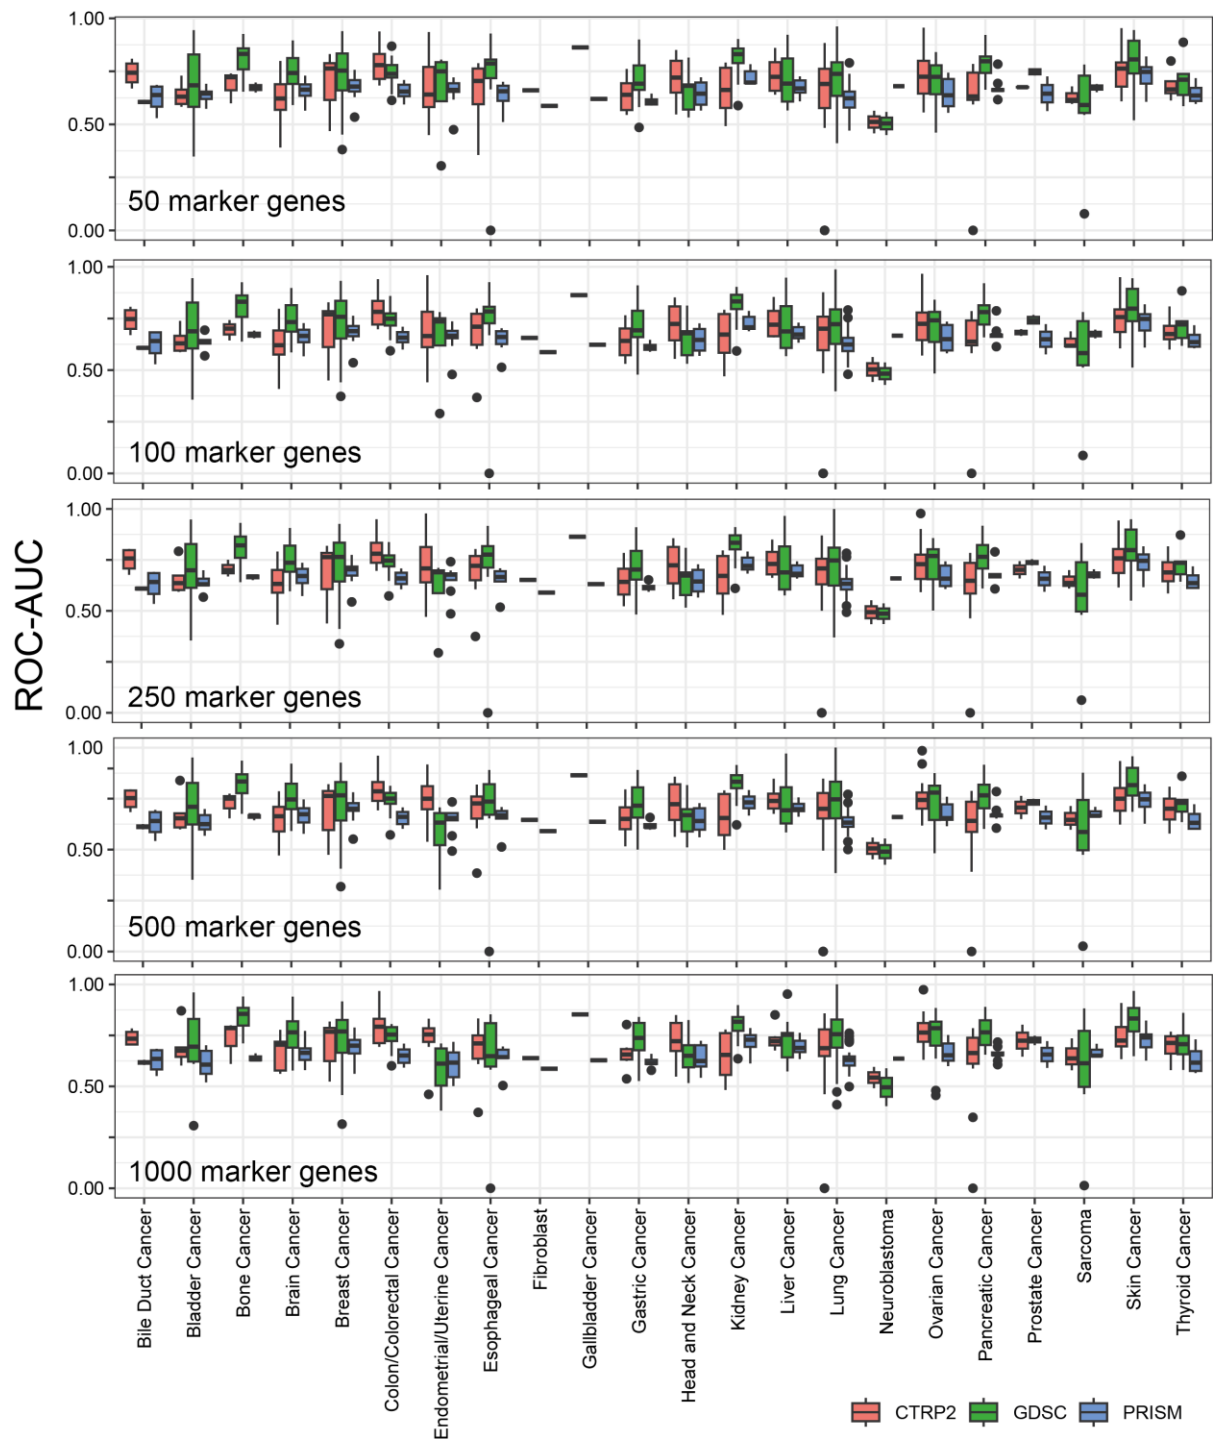 ROC-AUC
1.00
0.50
0.00
50 marker genes
1.00
0.50
0.00
100 marker genes
1.00
0.50
0.00
250 marker genes
1.00
0.50
0.00
500 marker genes
1.00
0.50
0.00
1000 marker genes
Bile Duct Cancer
Bladder Cancer
Bone Cancer
Brain Cancer
Breast Cancer
Colon/Colorectal Cancer
Endometrial/Uterine Cancer
Esophageal Cancer
Fibroblast
Gallbladder Cancer
Gastric Cancer
Head and Neck Cancer
Kidney Cancer
Liver Cancer
Lung Cancer
Neuroblastoma
Ovarian Cancer
Pancreatic Cancer
Prostate Cancer
Sarcoma
Skin Cancer
Thyroid Cancer
CTRP2 GDSC PRISM